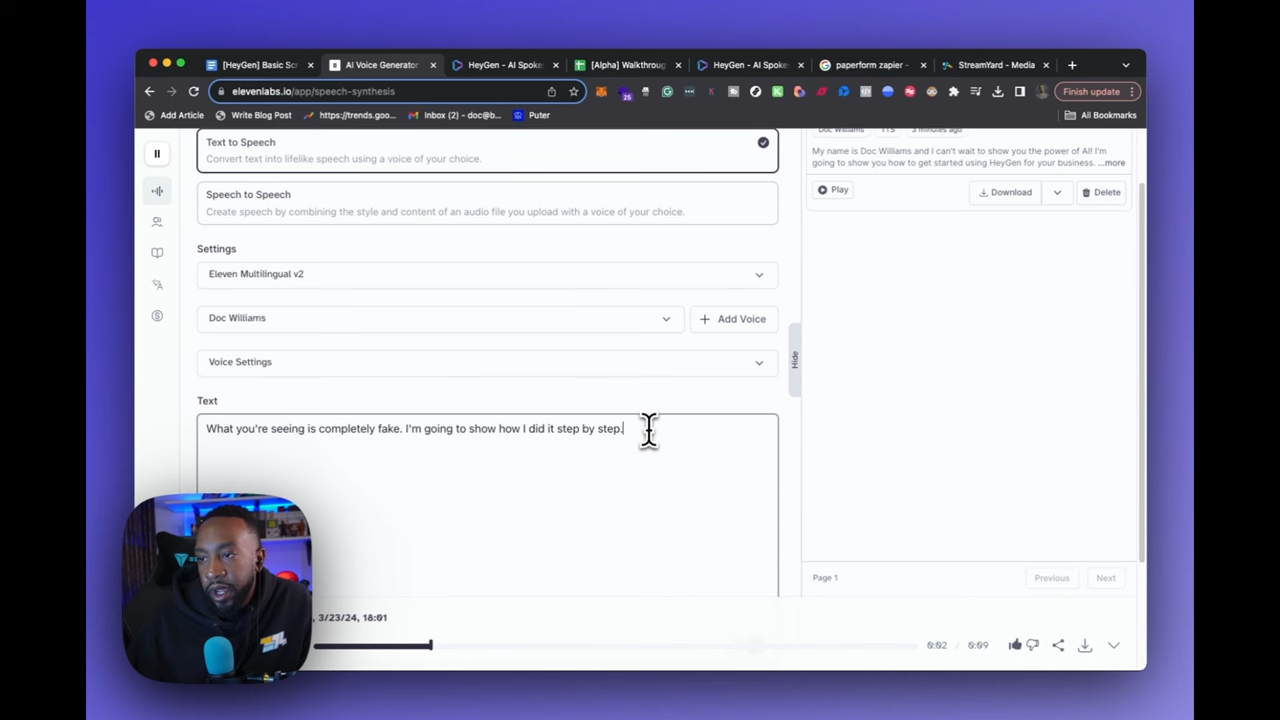 [HeyGen] Basic Scr
AI Voice Generator
HeyGen - AI Spoke
[Alpha] Walkthroug
HeyGen - AI Spoke
paperform zapier -
StreamYard - Media
elevenlabs.io/app/speech-synthesis
25
Finish update
Add Article
Write Blog Post
https://trends.goo...
Inbox (2) - doc@b...
Puter
All Bookmarks
Text to Speech
Convert text into lifelike speech using a voice of your choice.
Speech to Speech
Create speech by combining the style and content of an audio file you upload with a voice of your choice.
Settings
Eleven Multilingual v2
Doc Williams
Add Voice
Voice Settings
Text
What you're seeing is completely fake. I'm going to show how I did it step by step.
Doc Williams
TTS
3 minutes ago
My name is Doc Williams and I can't wait to show you the power of AI! I'm
going to show you how to get started using HeyGen for your business. ...more
Play
Download
Delete
Hide
Page 1
Previous
Next
, 3/23/24, 18:01
0:02 / 0:09